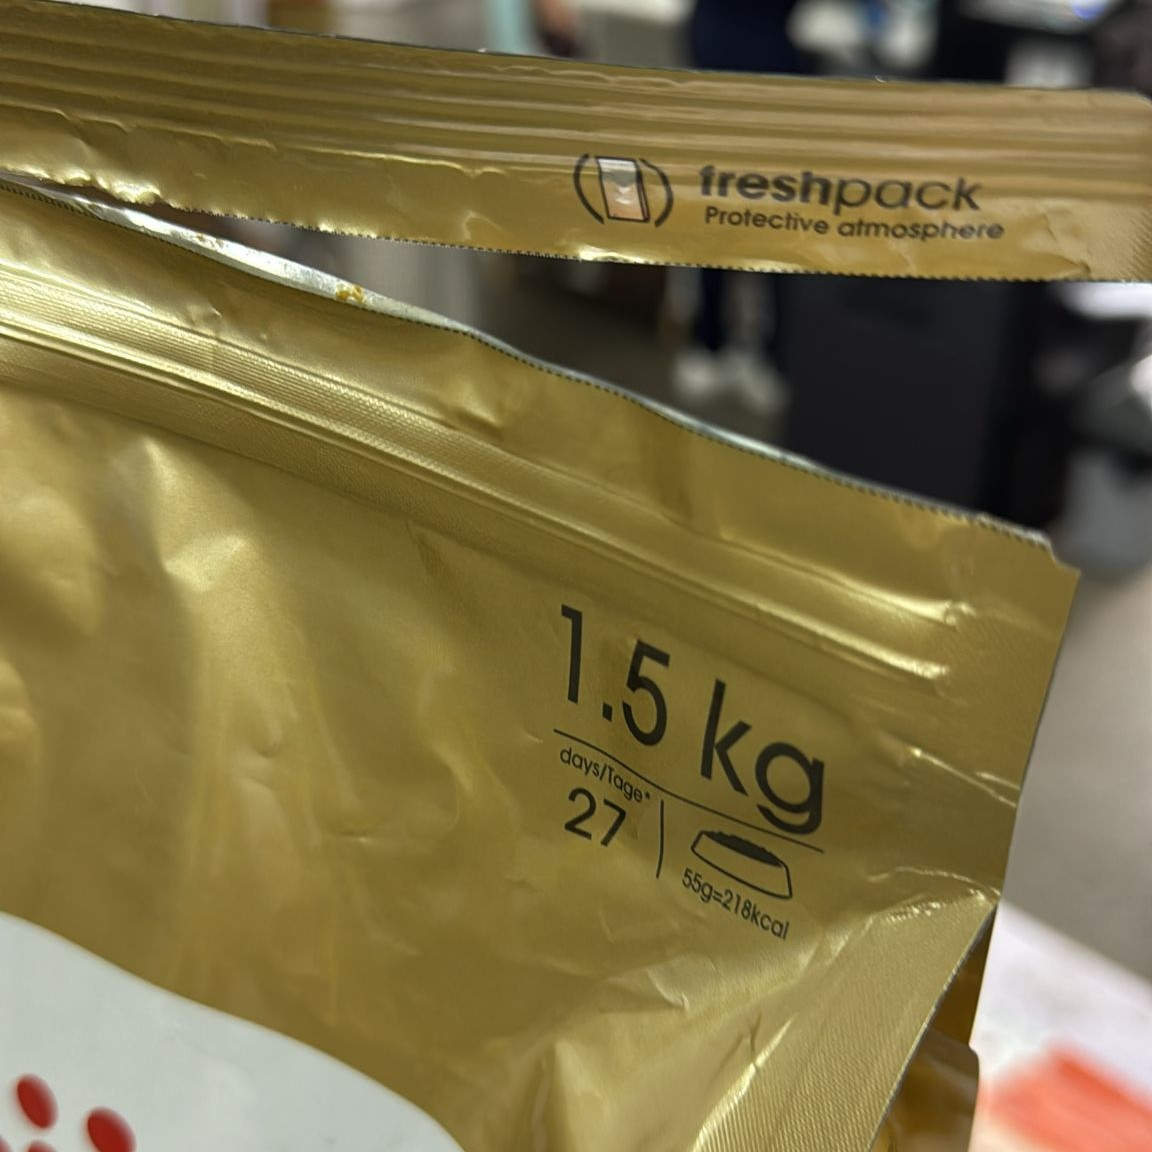 freshpack
Protective atmosphere
1.5 kg
days/Tage*
27
55g=218kcal